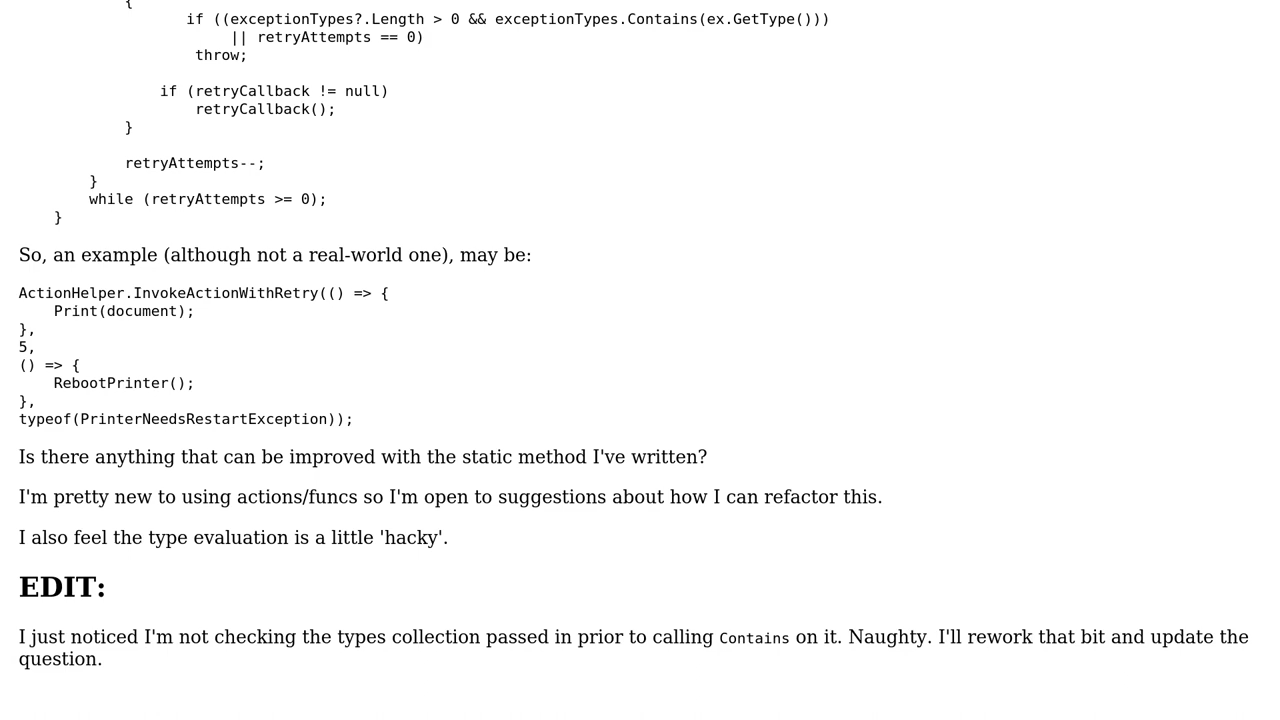 {
if ((exceptionTypes?.Length > 0 && exceptionTypes.Contains(ex.GetType()))
|| retryAttempts == 0)
throw;
if (retryCallback != null)
retryCallback();
}
retryAttempts--;
}
while (retryAttempts >= 0);
}
So, an example (although not a real-world one), may be:
ActionHelper.InvokeActionWithRetry(() => {
Print(document);
},
5,
() => {
RebootPrinter();
},
typeof(PrinterNeedsRestartException));
Is there anything that can be improved with the static method I've written?
I'm pretty new to using actions/funcs so I'm open to suggestions about how I can refactor this.
I also feel the type evaluation is a little 'hacky'.
EDIT:
I just noticed I'm not checking the types collection passed in prior to calling Contains on it. Naughty. I'll rework that bit and update the
question.